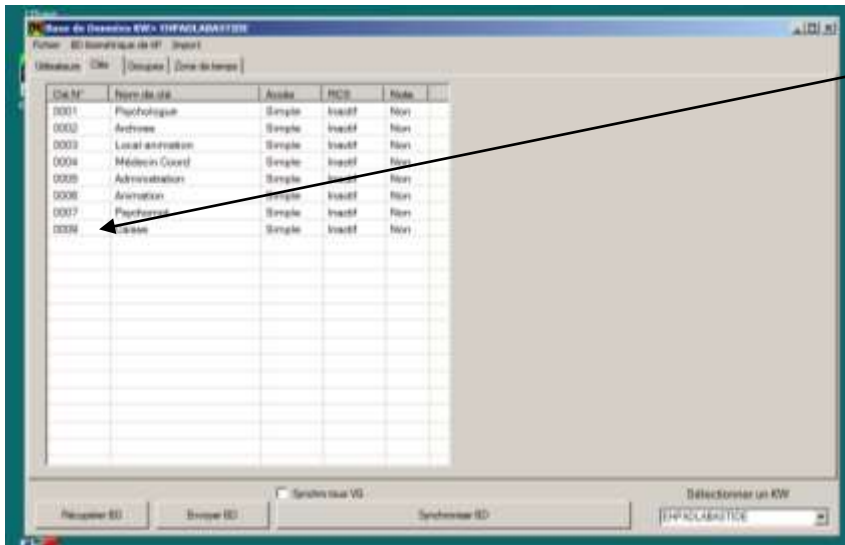 Base de Données KW> EHPADLABASTIDE
Fichier BD biométrique de VP Import
Utilisateurs Clés Groupes Zone de temps
Clé N° Nom de clé Accès RCS Note
0001 Psychologue Simple Inactif Non
0002 Archives Simple Inactif Non
0003 Local animation Simple Inactif Non
0004 Médecin Coord Simple Inactif Non
0005 Administration Simple Inactif Non
0006 Animation Simple Inactif Non
0007 Simple Inactif Non
Caisse Simple Inactif Non
Synchro tous VG
Récupérer BD Envoyer BD Synchroniser BD
Sélectionner un KW
EHPADLABASTIDE